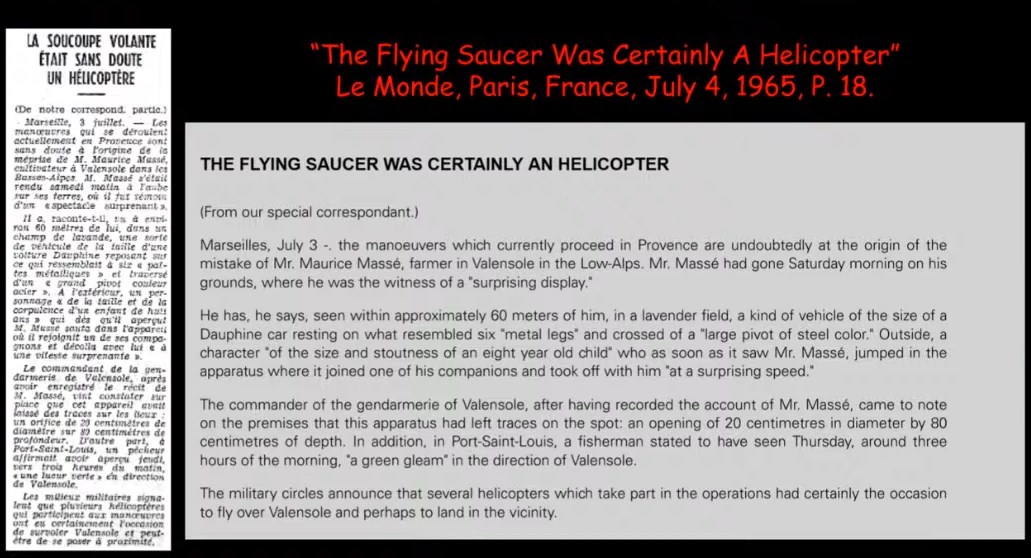 LA SOUCOUPE VOLANTE
ÉTAIT SANS DOUTE
UN HÉLICOPTÈRE
(De notre correspond. partic.)
Marseille, 3 juillet. — Les
manœuvres qui se déroulent
actuellement en Provence sont
sans doute à l'origine de la
méprise de M. Maurice Massé,
cultivateur à Valensole dans les
Basses-Alpes. M. Massé s'était
rendu samedi matin à l'aube
sur ses terres, où il fut témoin
d'un « spectacle surprenant ».
Il a, raconte-t-il, vu à envi-
ron 60 mètres de lui, dans un
champ de lavande, une sorte
de véhicule de la taille d'une
voiture Dauphine reposant sur
ce qui ressemblait à six « pat-
tes métalliques » et traversé
d'un « grand pivot couleur
acier ». A l'extérieur, un per-
sonnage « de la taille et de la
corpulence d'un enfant de huit
ans » qui dès qu'il aperçut
M. Massé sauta dans l'appareil
où il rejoignit un de ses compa-
gnons et décolla avec lui « à
une vitesse surprenante ».
Le commandant de la gen-
darmerie de Valensole, après
avoir enregistré le récit de
M. Massé, vint constater sur
place que cet appareil avait
laissé des traces sur les lieux :
un orifice de 20 centimètres de
diamètre sur 80 centimètres de
profondeur. D'autre part, à
Port-Saint-Louis, un pêcheur
affirmait avoir aperçu jeudi,
vers trois heures du matin,
« une lueur verte » en direction
de Valensole.
Les milieux militaires signa-
lent que plusieurs hélicoptères
qui participent aux manœuvres
ont eu certainement l'occasion
de survoler Valensole et peut-
être de se poser à proximité.
"The Flying Saucer Was Certainly A Helicopter"
Le Monde, Paris, France, July 4, 1965, P. 18.
THE FLYING SAUCER WAS CERTAINLY AN HELICOPTER
(From our special correspondant.)
Marseilles, July 3 -. the manoeuvers which currently proceed in Provence are undoubtedly at the origin of the
mistake of Mr. Maurice Massé, farmer in Valensole in the Low-Alps. Mr. Massé had gone Saturday morning on his
grounds, where he was the witness of a "surprising display."
He has, he says, seen within approximately 60 meters of him, in a lavender field, a kind of vehicle of the size of a
Dauphine car resting on what resembled six "metal legs" and crossed of a "large pivot of steel color." Outside, a
character "of the size and stoutness of an eight year old child" who as soon as it saw Mr. Massé, jumped in the
apparatus where it joined one of his companions and took off with him "at a surprising speed."
The commander of the gendarmerie of Valensole, after having recorded the account of Mr. Massé, came to note
on the premises that this apparatus had left traces on the spot: an opening of 20 centimetres in diameter by 80
centimetres of depth. In addition, in Port-Saint-Louis, a fisherman stated to have seen Thursday, around three
hours of the morning, "a green gleam" in the direction of Valensole.
The military circles announce that several helicopters which take part in the operations had certainly the occasion
to fly over Valensole and perhaps to land in the vicinity.